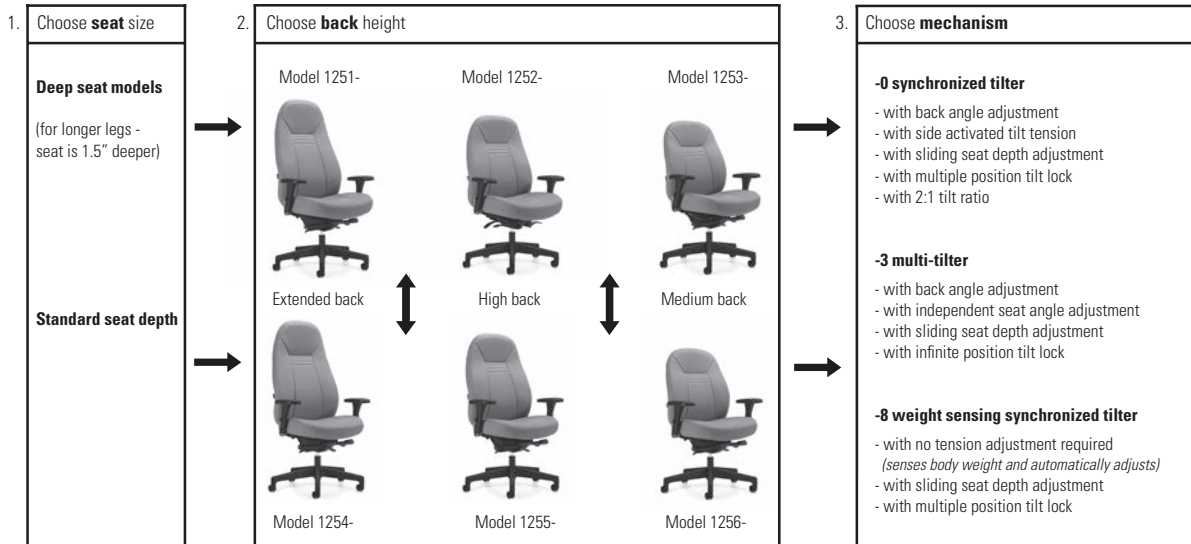 1. Choose seat size
Deep seat models
(for longer legs -
seat is 1.5” deeper)
Standard seat depth
2. Choose back height
Model 1251-
Model 1252-
Model 1253-
Extended back
High back
Medium back
Model 1254-
Model 1255-
Model 1256-
3. Choose mechanism
-0 synchronized tilter
- with back angle adjustment
- with side activated tilt tension
- with sliding seat depth adjustment
- with multiple position tilt lock
- with 2:1 tilt ratio
-3 multi-tilter
- with back angle adjustment
- with independent seat angle adjustment
- with sliding seat depth adjustment
- with infinite position tilt lock
-8 weight sensing synchronized tilter
- with no tension adjustment required
(senses body weight and automatically adjusts)
- with sliding seat depth adjustment
- with multiple position tilt lock